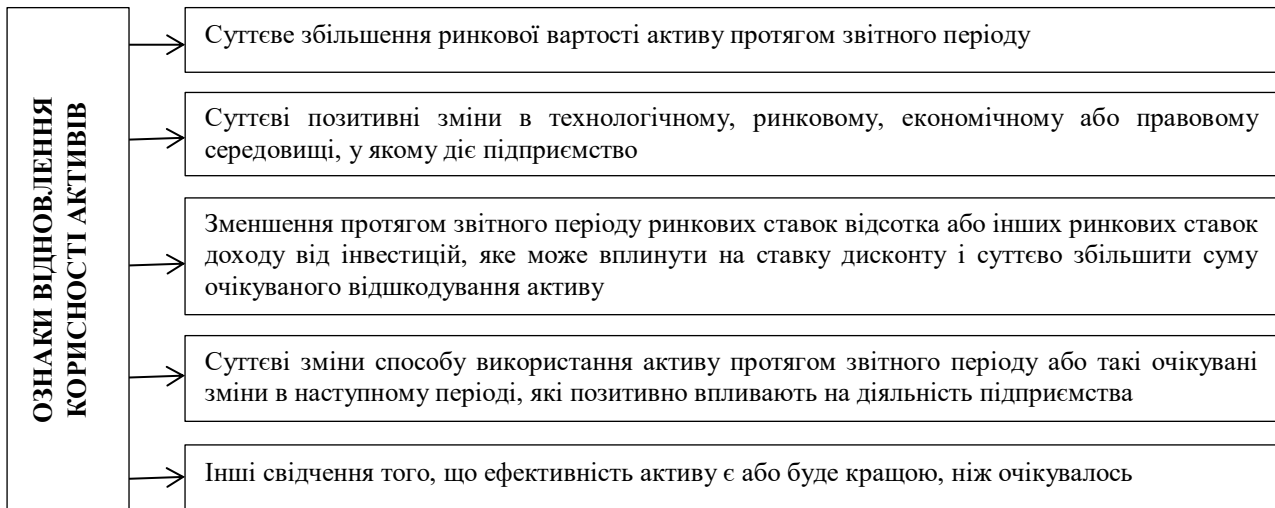 ОЗНАКИ ВІДНОВЛЕННЯ
КОРИСНОСТІ АКТИВІВ
Суттєве збільшення ринкової вартості активу протягом звітного періоду
Суттєві позитивні зміни в технологічному, ринковому, економічному або правовому
середовищі, у якому діє підприємство
Зменшення протягом звітного періоду ринкових ставок відсотка або інших ринкових ставок
доходу від інвестицій, яке може вплинути на ставку дисконту і суттєво збільшити суму
очікуваного відшкодування активу
Суттєві зміни способу використання активу протягом звітного періоду або такі очікувані
зміни в наступному періоді, які позитивно впливають на діяльність підприємства
Інші свідчення того, що ефективність активу є або буде кращою, ніж очікувалось